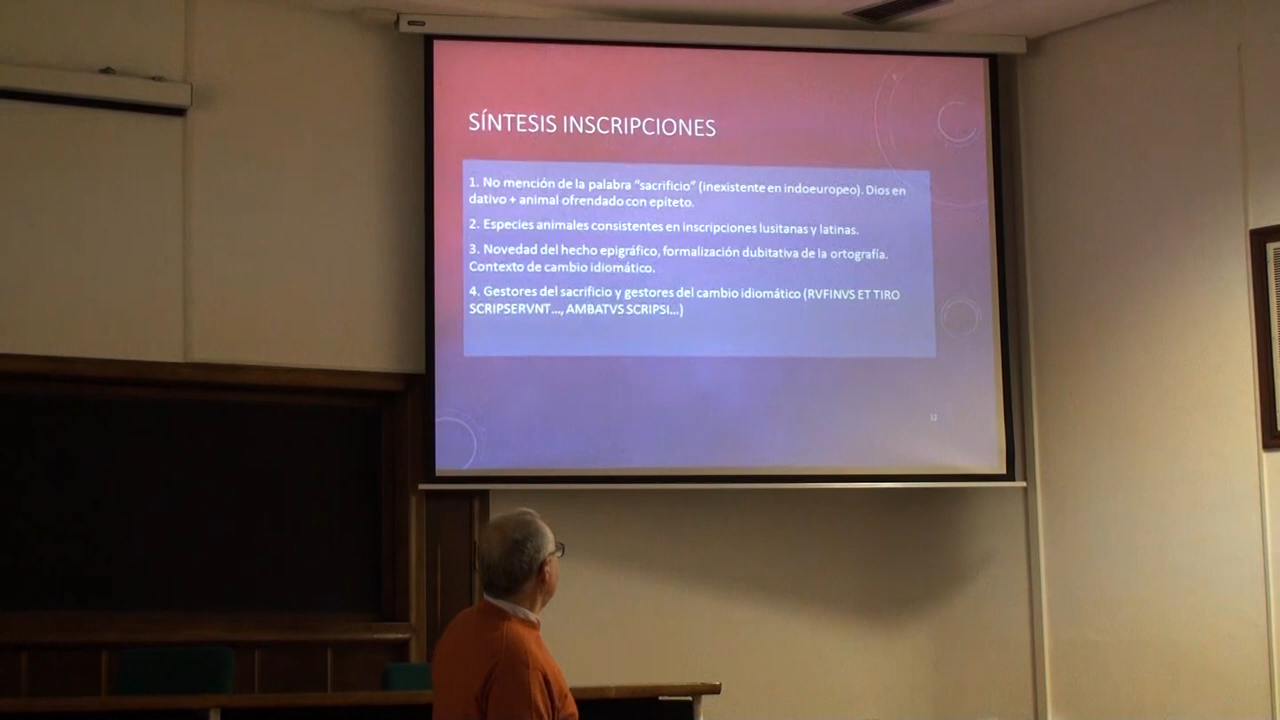 SÍNTESIS INSCRIPCIONES
1. No mención de la palabra "sacrificio" (inexistente en indoeuropeo). Dios en
dativo + animal ofrendado con epíteto.
2. Especies animales consistentes en inscripciones lusitanas y latinas.
3. Novedad del hecho epigráfico, formalización dubitativa de la ortografía.
Contexto de cambio idiomático.
4. Gestores del sacrificio y gestores del cambio idiomático (RVFINVS ET TIRO
SCRIPSERVNT..., AMBATVS SCRIPSI...)
12